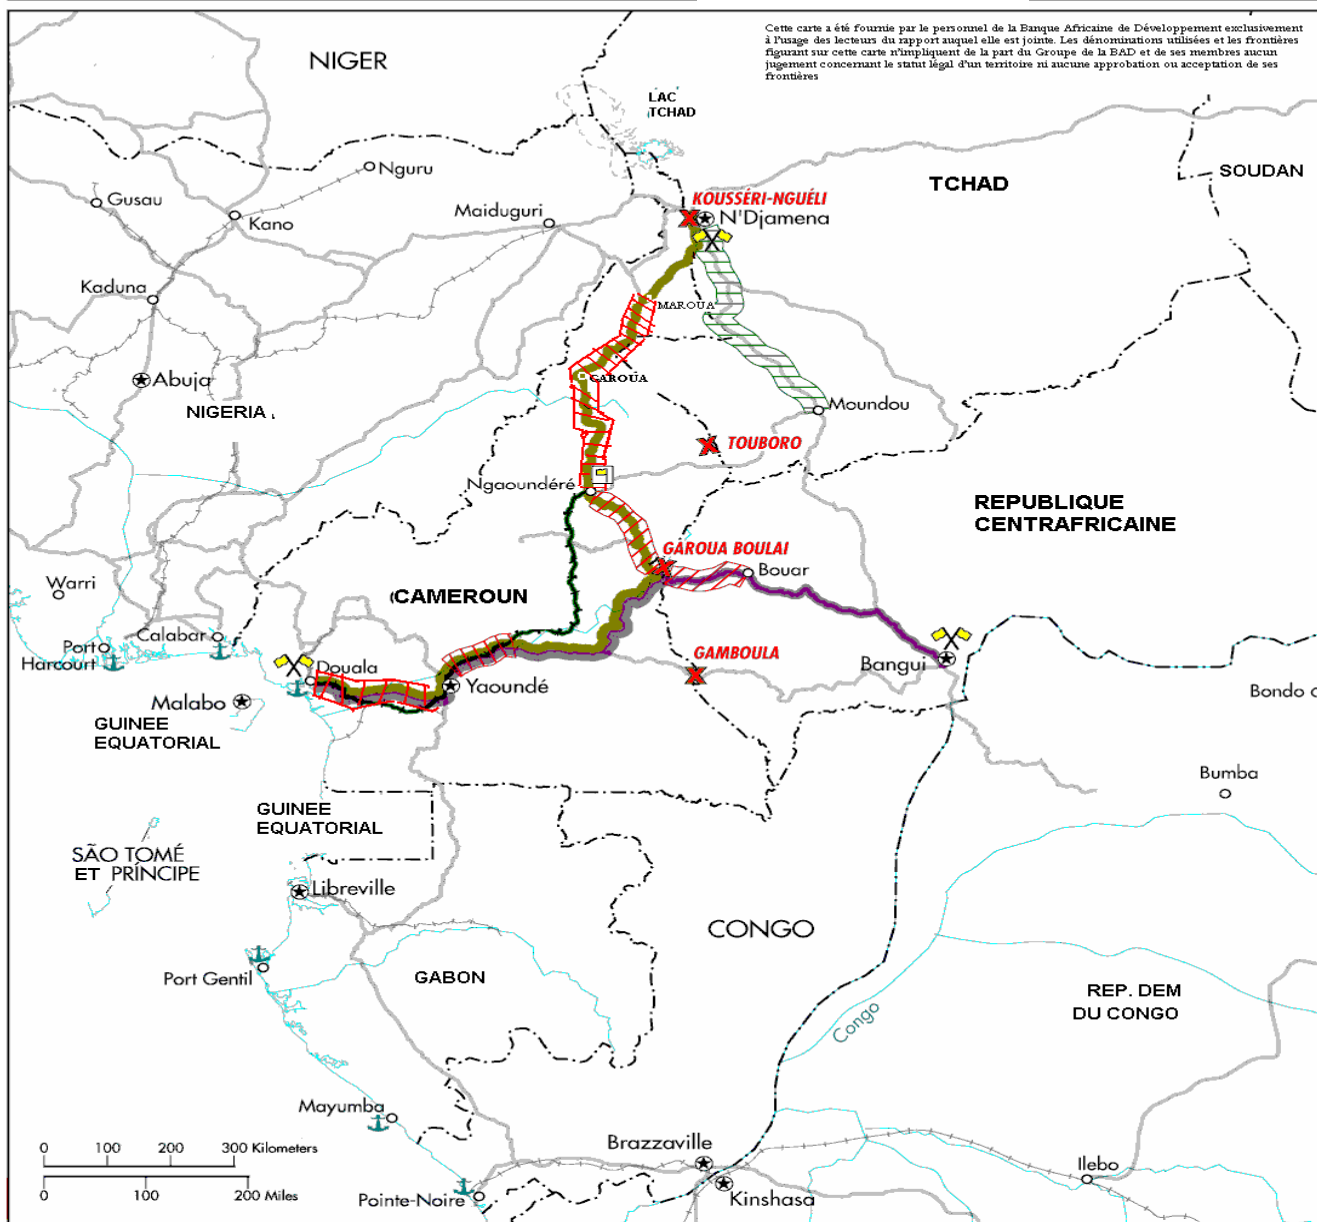 Cette carte a été fournie par le personnel de la Banque Africaine de Développement exclusivement
à l'usage des lecteurs du rapport auquel elle est jointe. Les dénominations utilisées et les frontières
figurant sur cette carte n'impliquent de la part du Groupe de la BAD et de ses membres aucun
jugement concernant le statut légal d'un territoire ni aucune approbation ou acceptation de ses
frontières
NIGER
LAC
TCHAD
Nguru
TCHAD
SOUDAN
Gusau
KOUSSÉRI-NGUÉLI
Maiduguri
N'Djamena
Kano
Kaduna
MAROUA
Abuja
GAROUA
NIGERIA
Moundou
TOUBORO
Ngaoundéré
REPUBLIQUE
CENTRAFRICAINE
GAROUA BOULAI
Bouar
Warri
(CAMEROUN
Calabar
Port
Harcourt
GAMBOULA
Bangui
Douala
Yaoundé
Malabo
Bondo
GUINEE
EQUATORIAL
Bumba
GUINEE
EQUATORIAL
SÃO TOMÉ
ET PRÍNCIPE
Libreville
CONGO
Port Gentil
GABON
REP. DEM
DU CONGO
Congo
Mayumba
Brazzaville
0 100 200 300 Kilometers
Ilebo
0 100 200 Miles
Pointe-Noire
Kinshasa